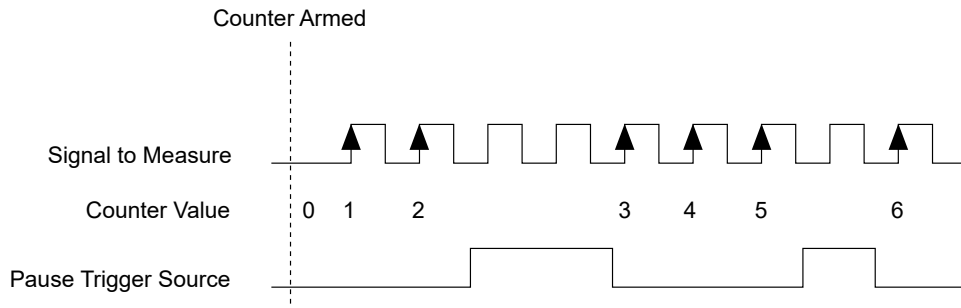 Counter Armed
Signal to Measure
Counter Value 0 1 2 3 4 5 6
Pause Trigger Source